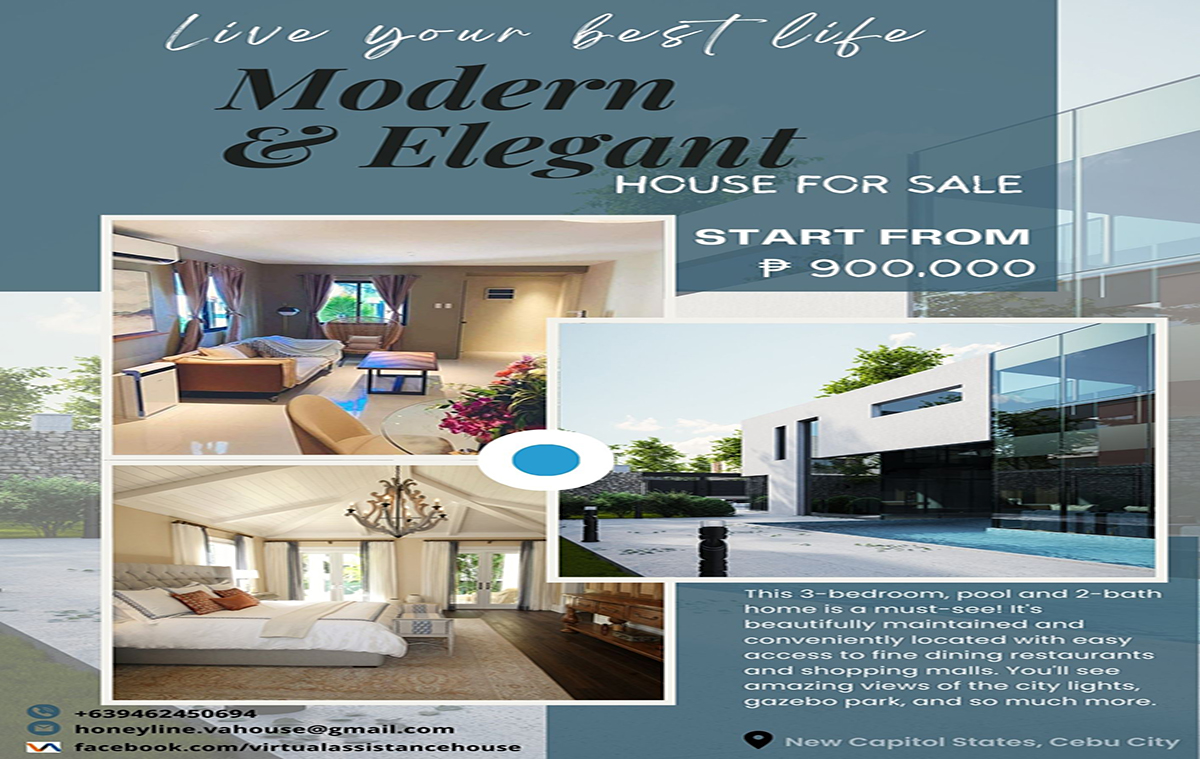 Live your best life
Modern
& Elegant
HOUSE FOR SALE
START FROM
₱ 900,000
This 3-bedroom, pool and 2-bath
home is a must-see! It's
beautifully maintained and
conveniently located with easy
access to fine dining restaurants
and shopping malls. You'll see
amazing views of the city lights,
gazebo park, and so much more.
New Capitol States, Cebu City
+639462450694
honeyline.vahouse@gmail.com
facebook.com/virtualassistancehouse